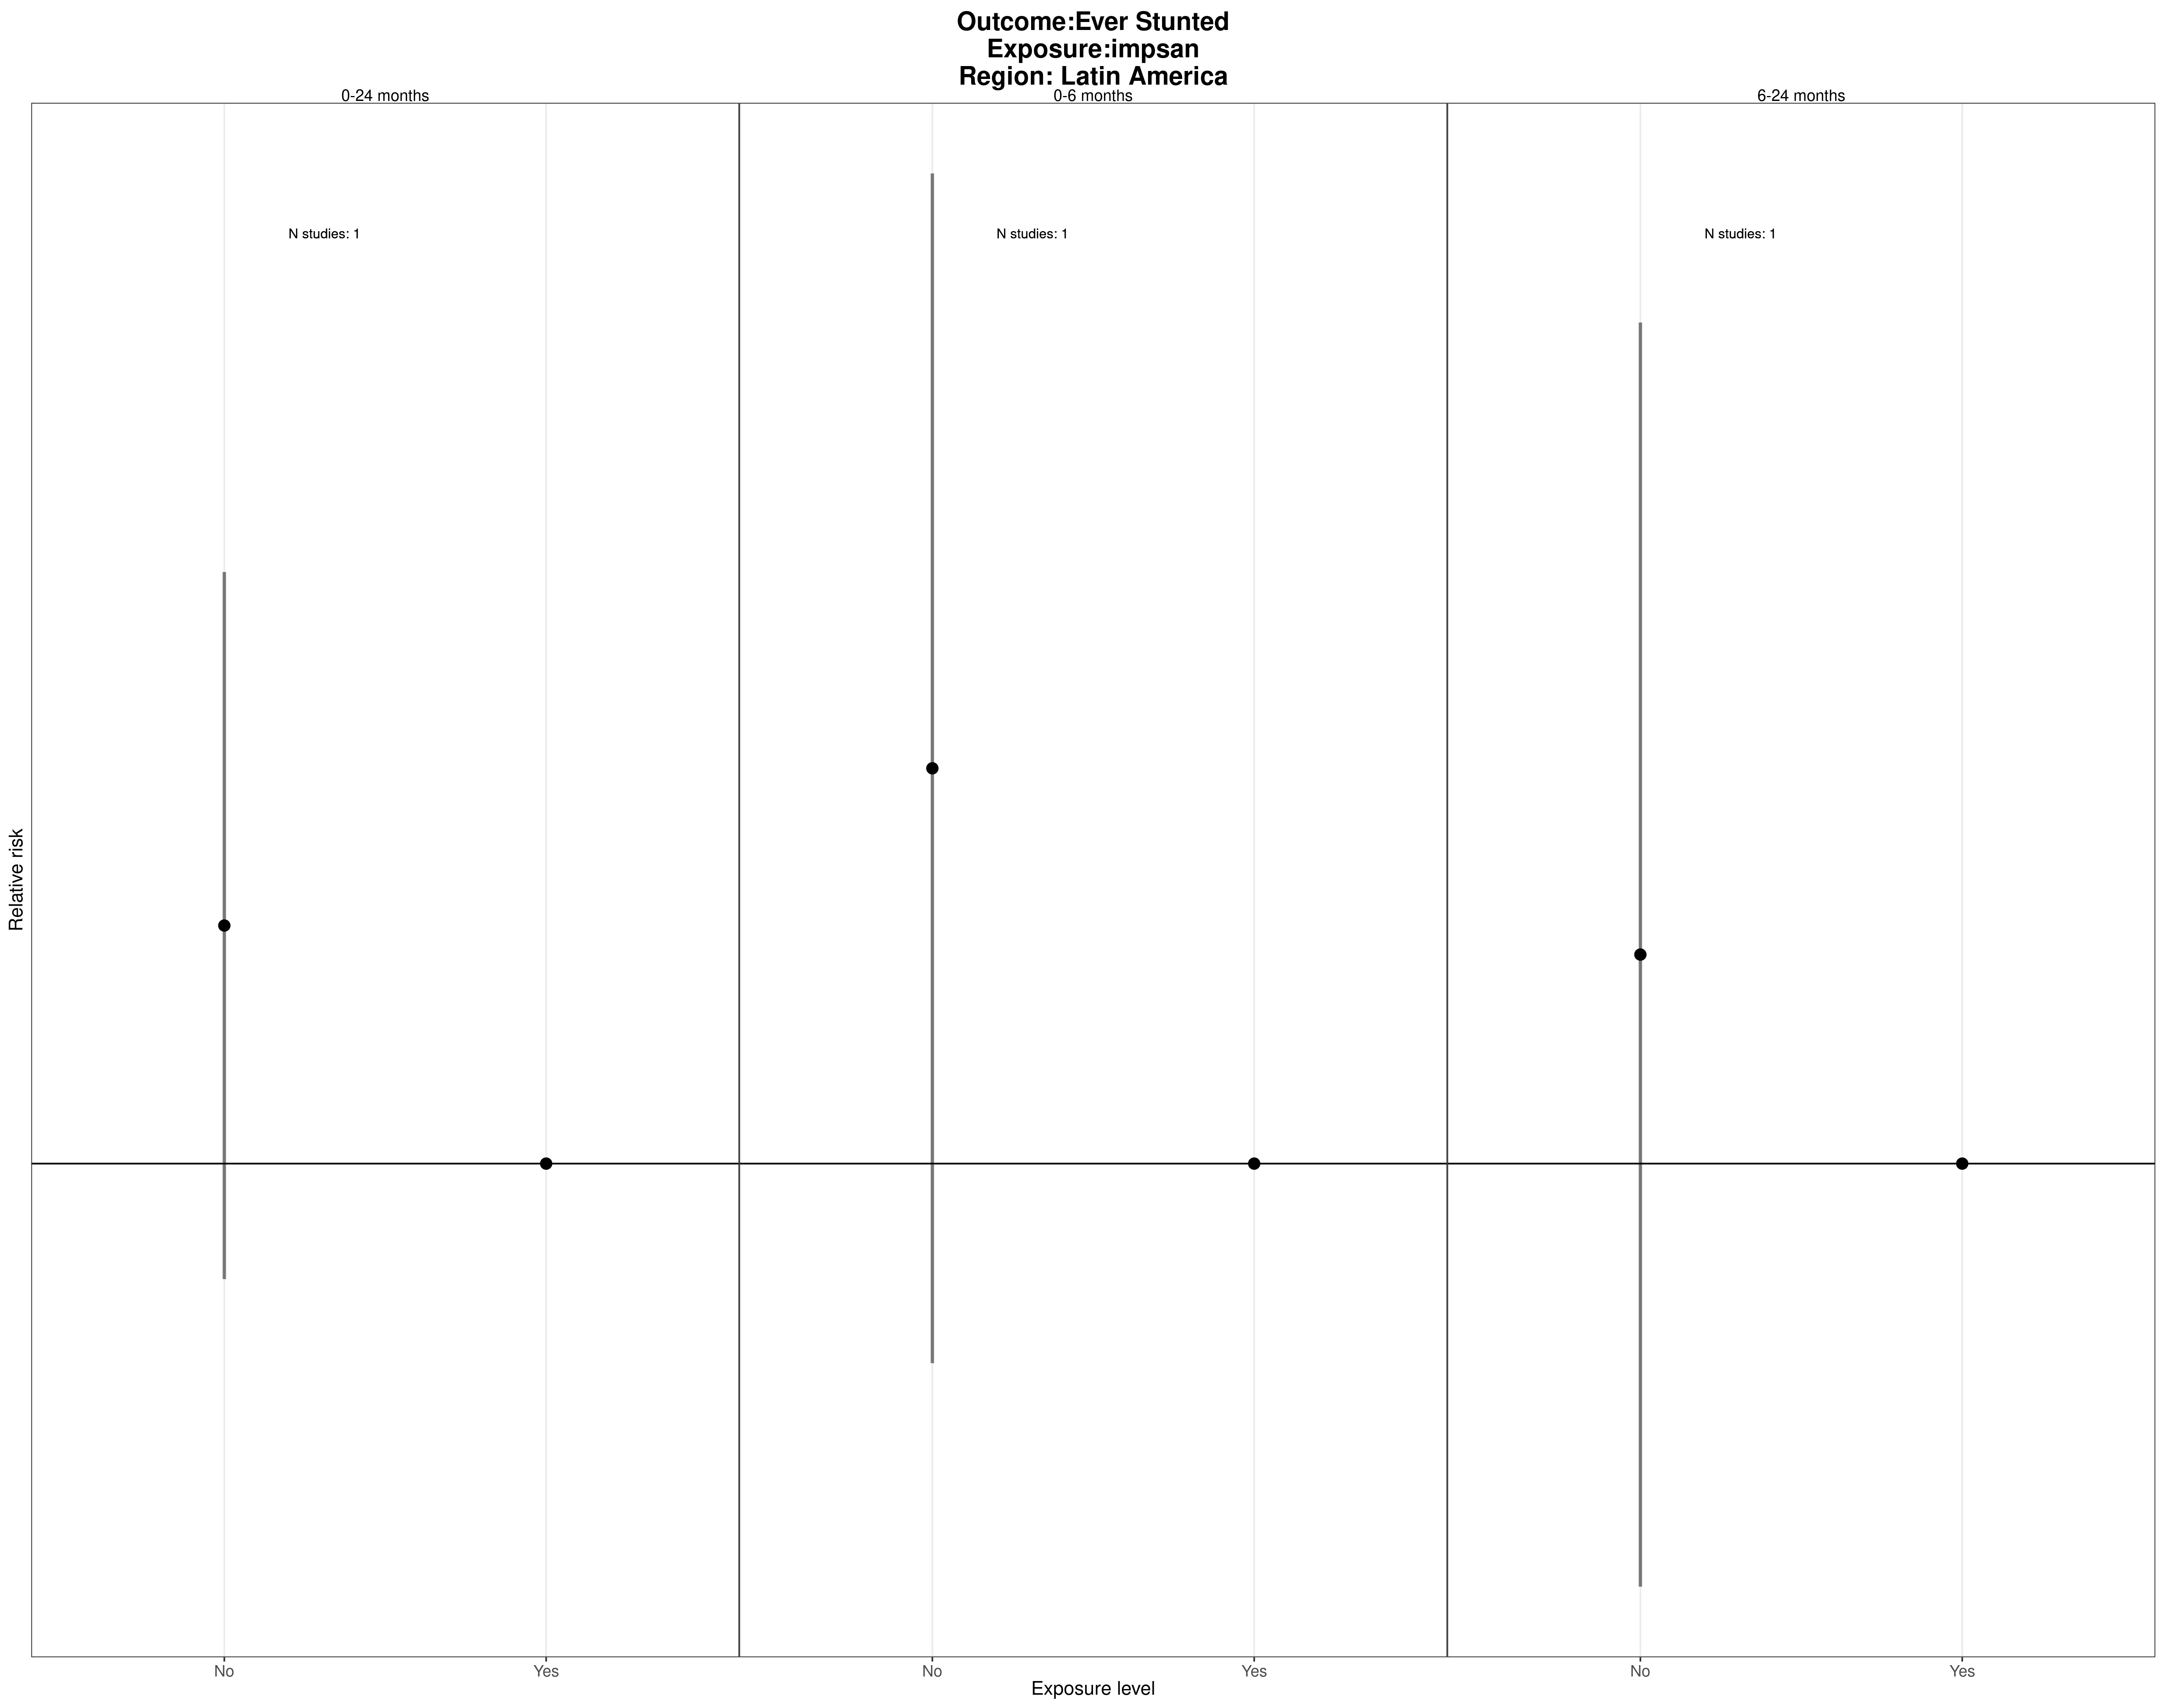 Outcome:Ever Stunted
Exposure:impsan
Region: Latin America
0-24 months
0-6 months
6-24 months
N studies: 1
N studies: 1
N studies: 1
Relative risk
No
Yes
No
Yes
No
Yes
Exposure level